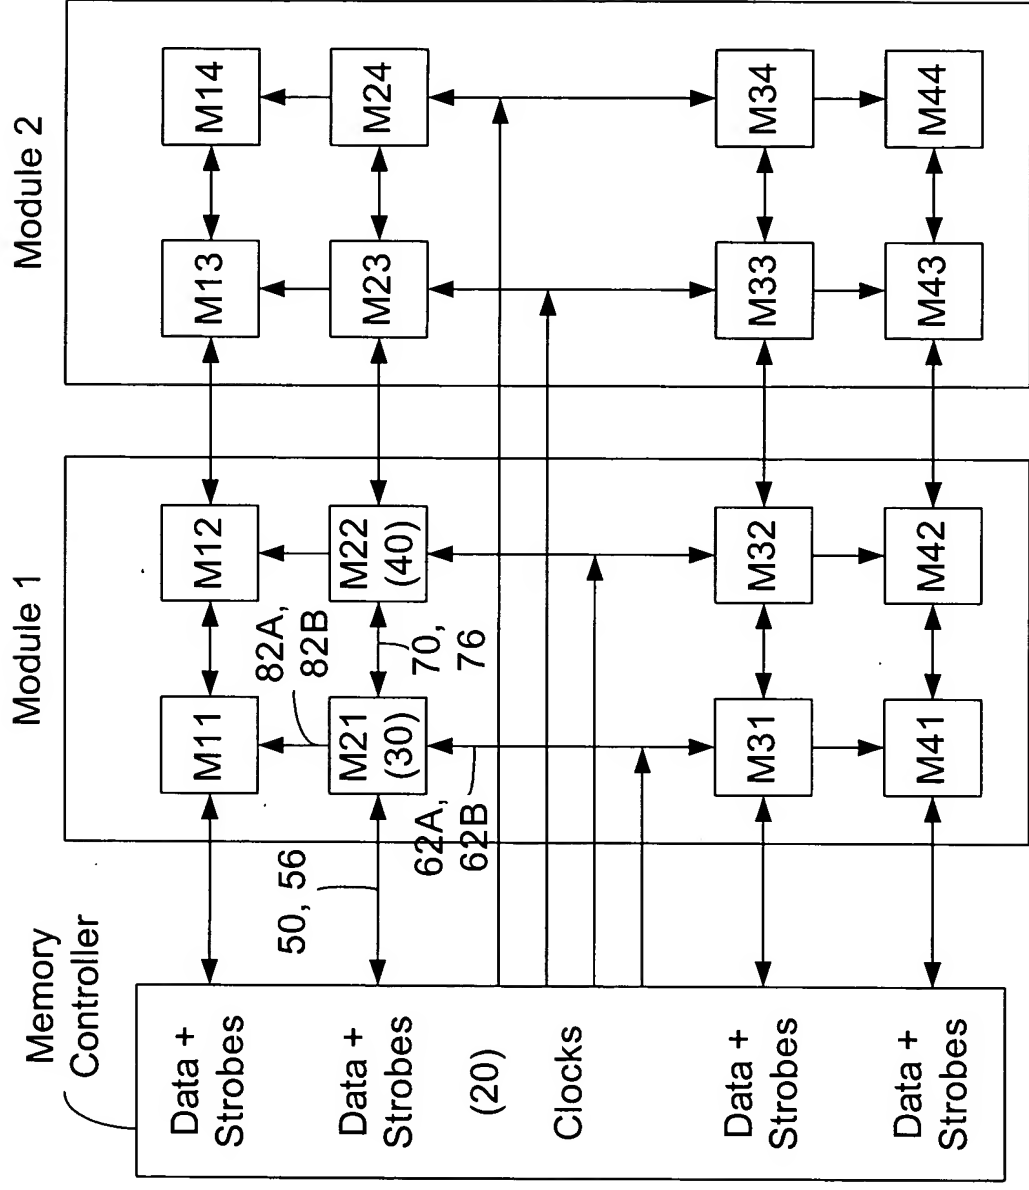 Memory
Controller
Module 1
Module 2
Data +
Strobes
Data +
Strobes
(20)
Clocks
Data +
Strobes
Data +
Strobes
50, 56
62A,
62B
82A,
82B
70,
76
M11
M12
M13
M14
M21
(30)
M22
(40)
M23
M24
M31
M32
M33
M34
M41
M42
M43
M44